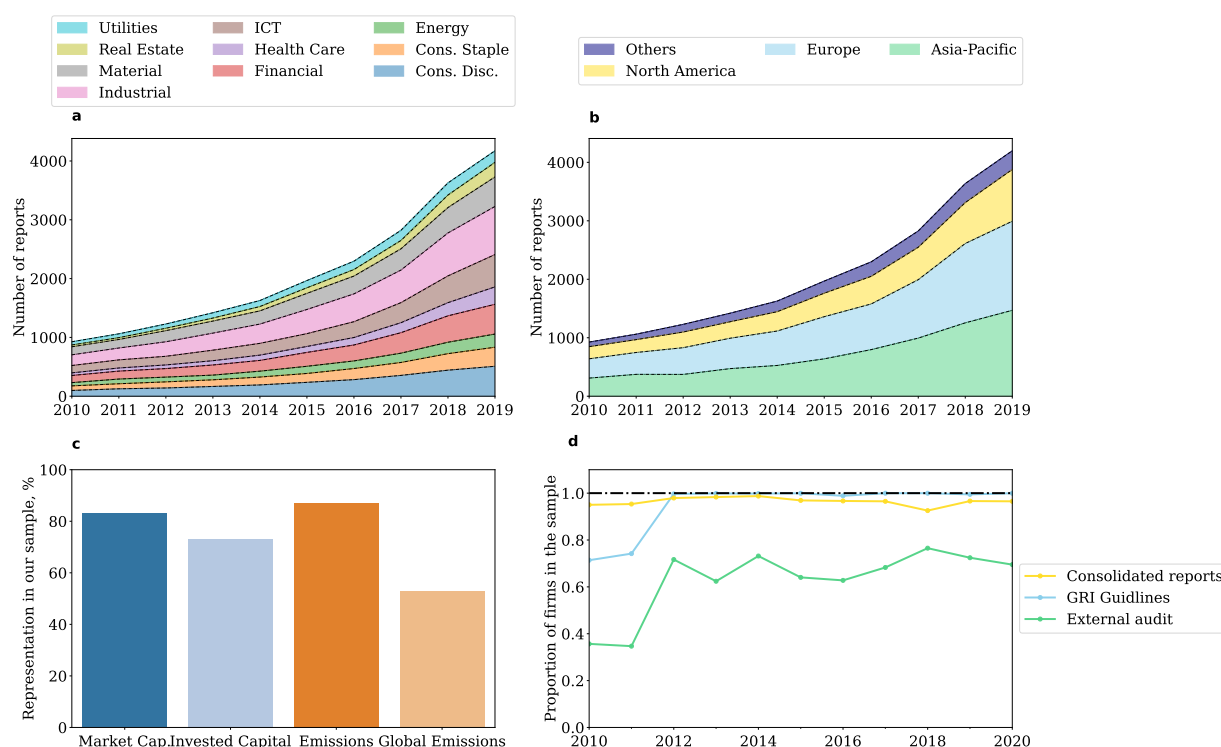 Utilities ICT Energy
Real Estate Health Care Cons. Staple
Material Financial Cons. Disc.
Industrial
Others Europe Asia-Pacific
North America
a
Number of reports
4000
3000
2000
1000
0
2010 2011 2012 2013 2014 2015 2016 2017 2018 2019
b
Number of reports
4000
3000
2000
1000
0
2010 2011 2012 2013 2014 2015 2016 2017 2018 2019
c
Representation in our sample, %
100
80
60
40
20
0
Market Cap. Invested Capital Emissions Global Emissions
d
Proportion of firms in the sample
1.0
0.8
0.6
0.4
0.2
0.0
2010 2012 2014 2016 2018 2020
Consolidated reports
GRI Guidlines
External audit